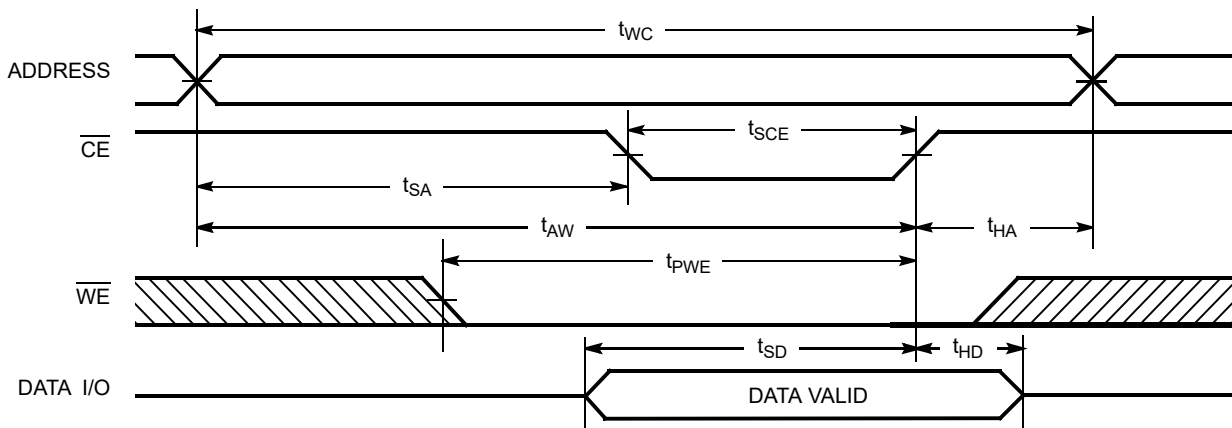 tWC
ADDRESS
CE
tSCE
tSA
tAW
tHA
tPWE
WE
tSD
tHD
DATA I/O
DATA VALID